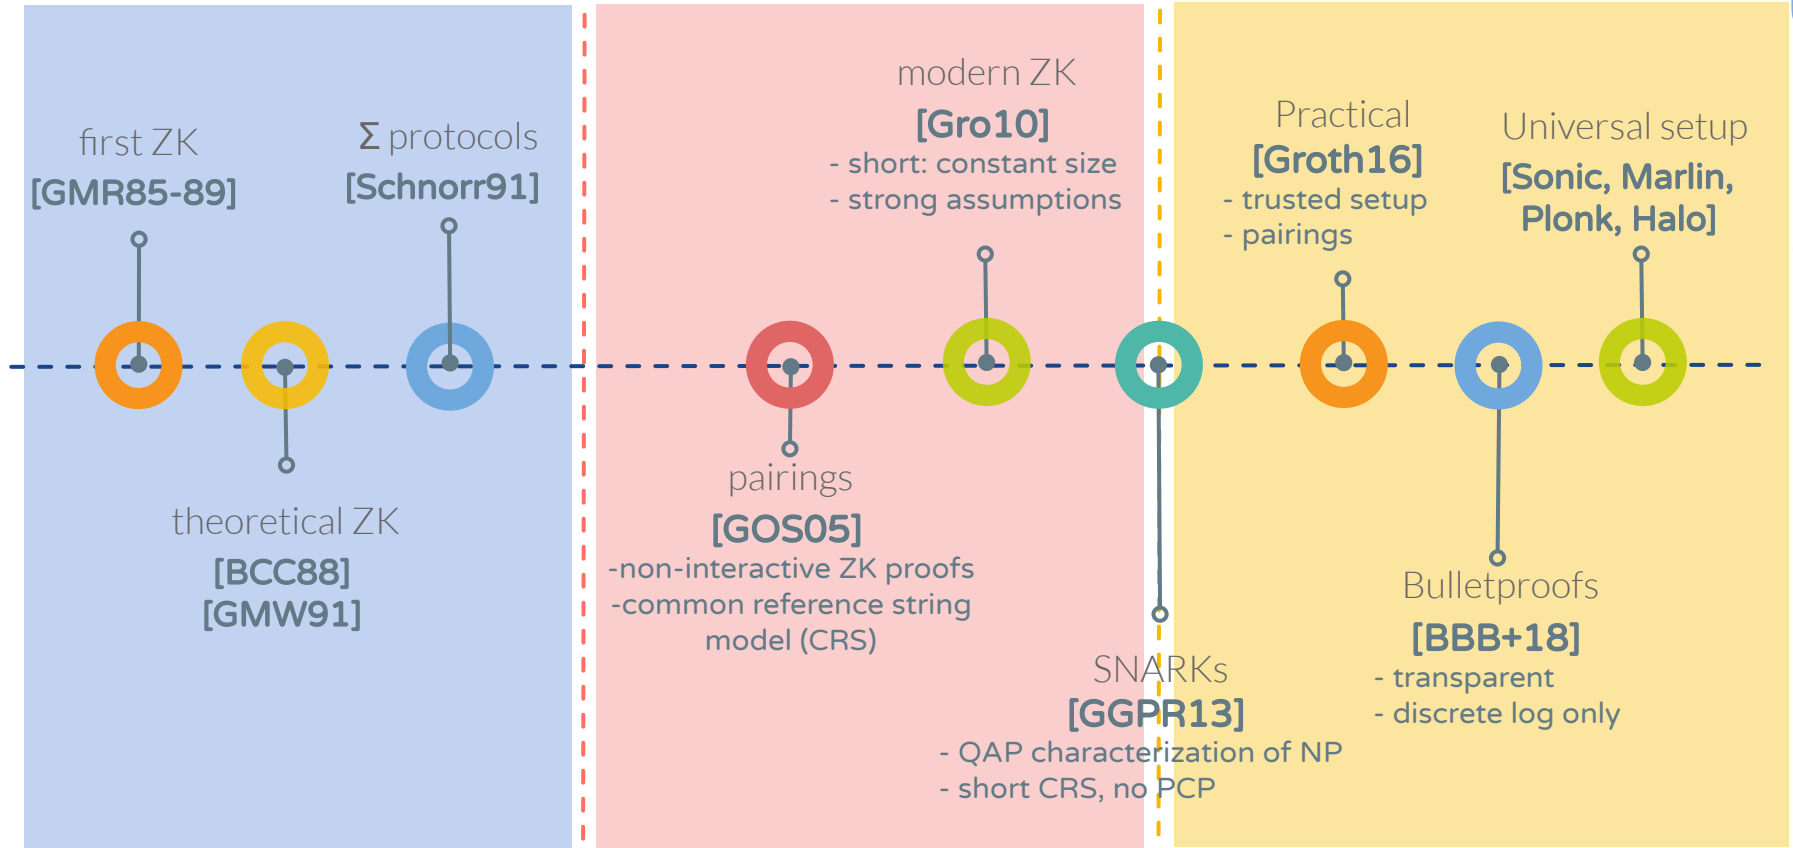 first ZK
[GMR85-89]
Σ protocols
[Schnorr91]
theoretical ZK
[BCC88]
[GMW91]
modern ZK
[Gro10]
- short: constant size
- strong assumptions
pairings
[GOS05]
-non-interactive ZK proofs
-common reference string
model (CRS)
SNARKs
[GGPR13]
- QAP characterization of NP
- short CRS, no PCP
Practical
[Groth16]
- trusted setup
- pairings
Universal setup
[Sonic, Marlin,
Plonk, Halo]
Bulletproofs
[BBB+18]
- transparent
- discrete log only